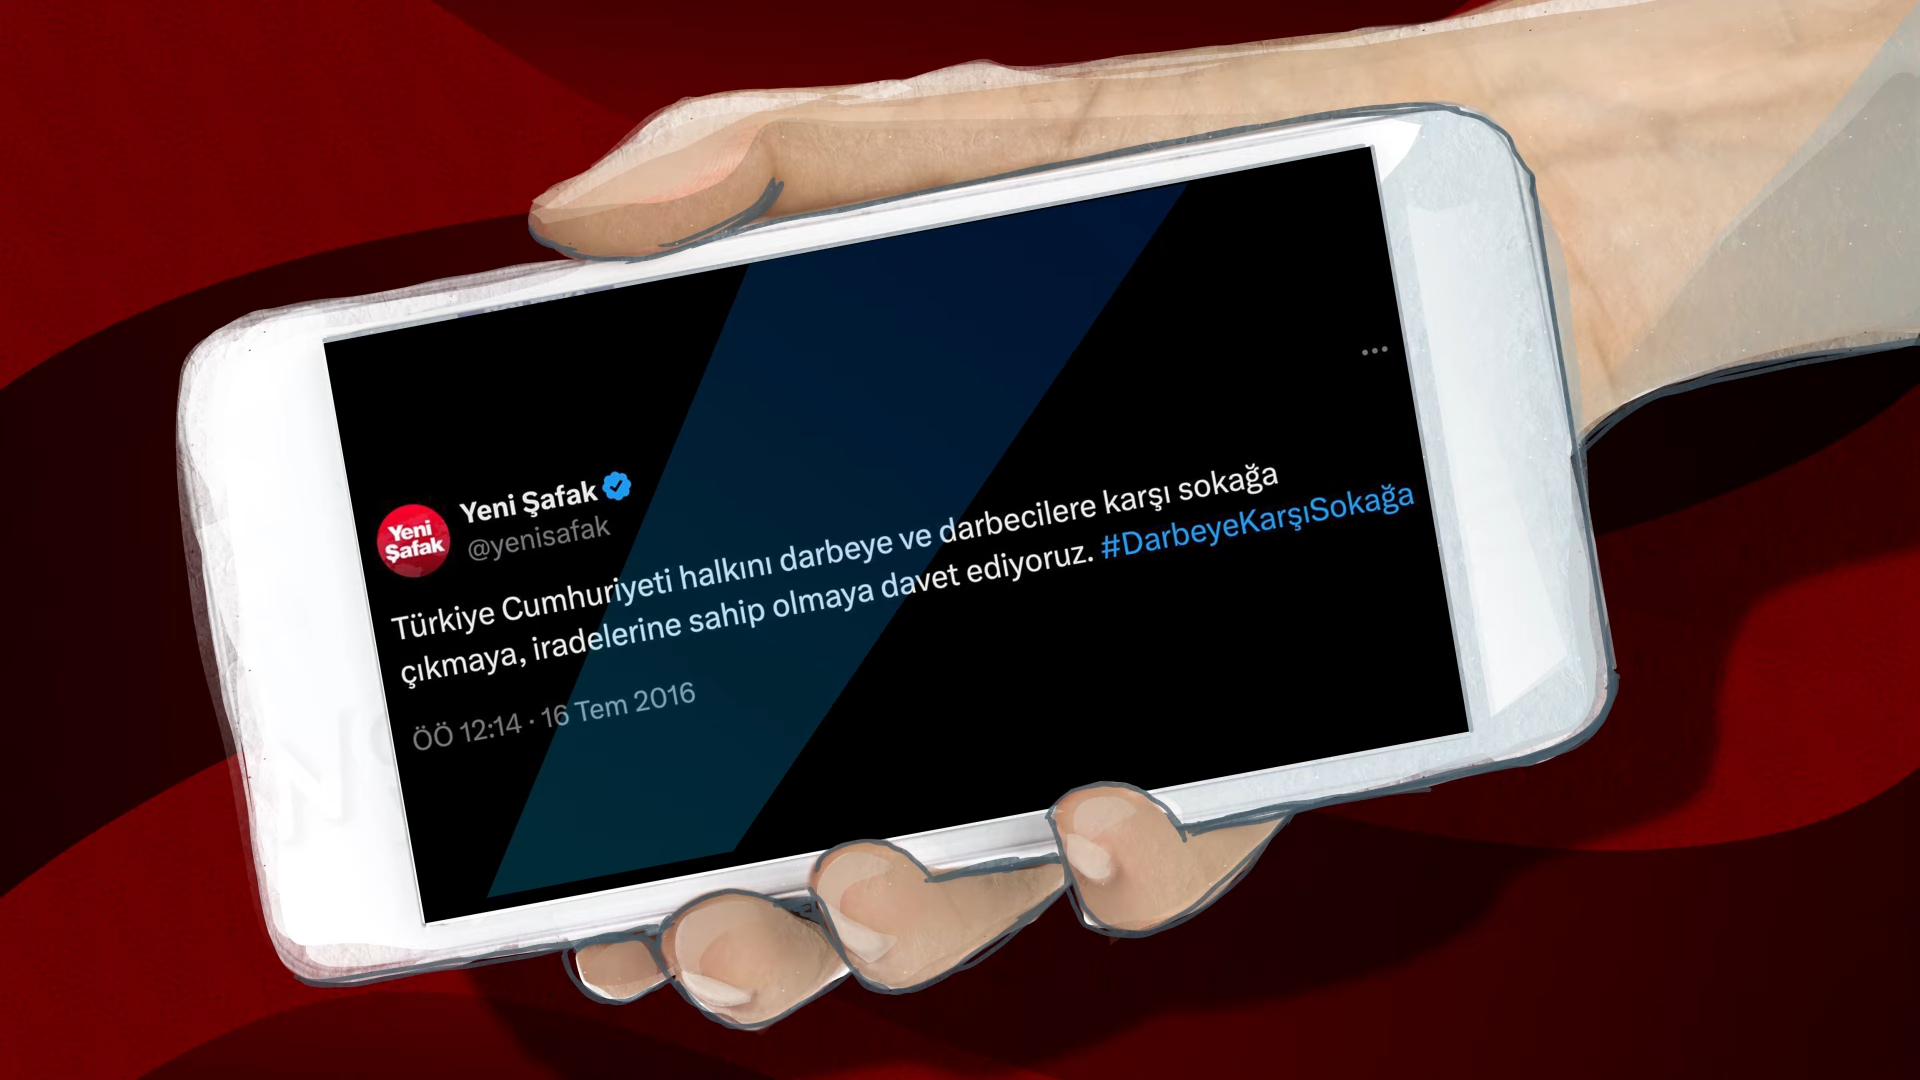 Yeni Şafak
Yeni
Şafak
@yenisafak
Türkiye Cumhuriyeti halkını darbeye ve darbecilere karşı sokağa
çıkmaya, iradelerine sahip olmaya davet ediyoruz. #DarbeyeKarşıSokağa
ÖÖ 12:14 · 16 Tem 2016